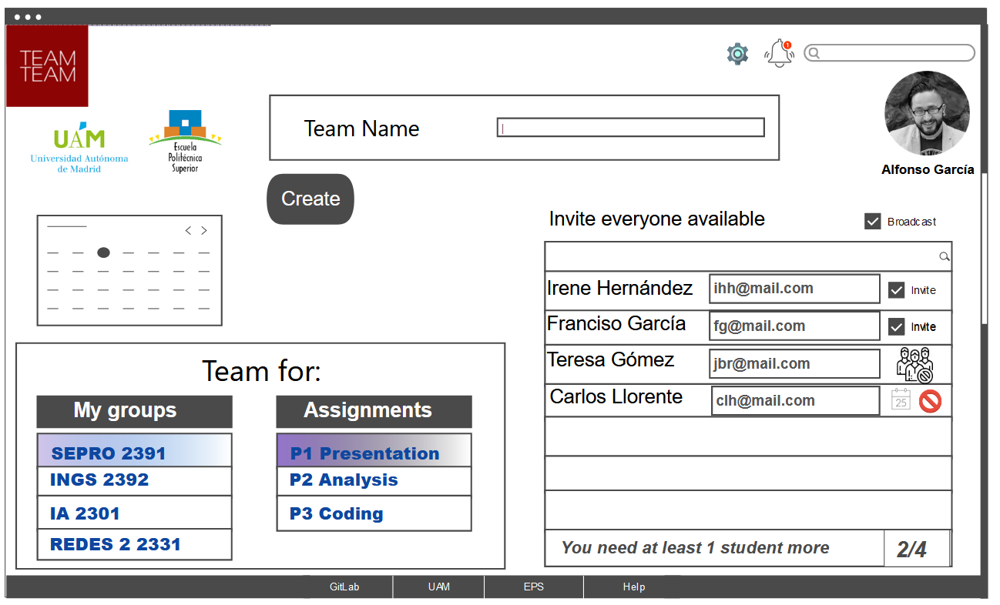 TEAM
TEAM
1
UAM
Universidad Autónoma
de Madrid
Escuela
Politécnica
Superior
Team Name
Alfonso García
Create
Invite everyone available
Broadcast
Irene Hernández ihh@mail.com Invite
Franciso García fg@mail.com Invite
Teresa Gómez jbr@mail.com
Carlos Llorente clh@mail.com 25
You need at least 1 student more 2/4
Team for:
My groups
SEPRO 2391
INGS 2392
IA 2301
REDES 2 2331
Assignments
P1 Presentation
P2 Analysis
P3 Coding
GitLab UAM EPS Help